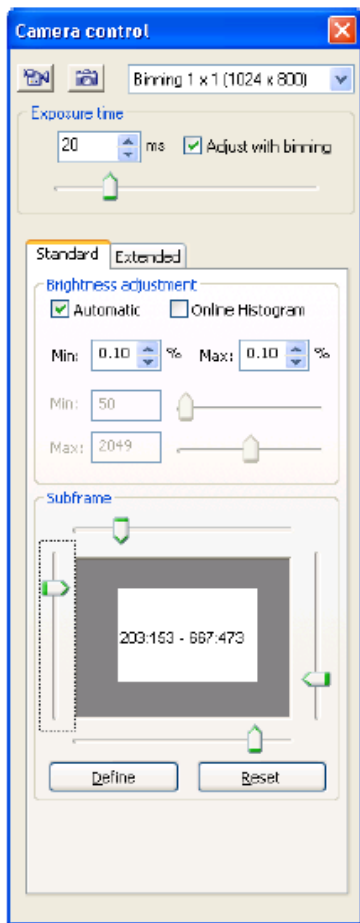 Camera control
Binning 1 x 1 (1024 x 800)
Exposure time
20 ms Adjust with binning
Standard Extended
Brightness adjustment
Automatic Online Histogram
Min: 0.10 % Max: 0.10 %
Min: 50
Max: 2049
Subframe
203:153 - 667:473
Define Reset